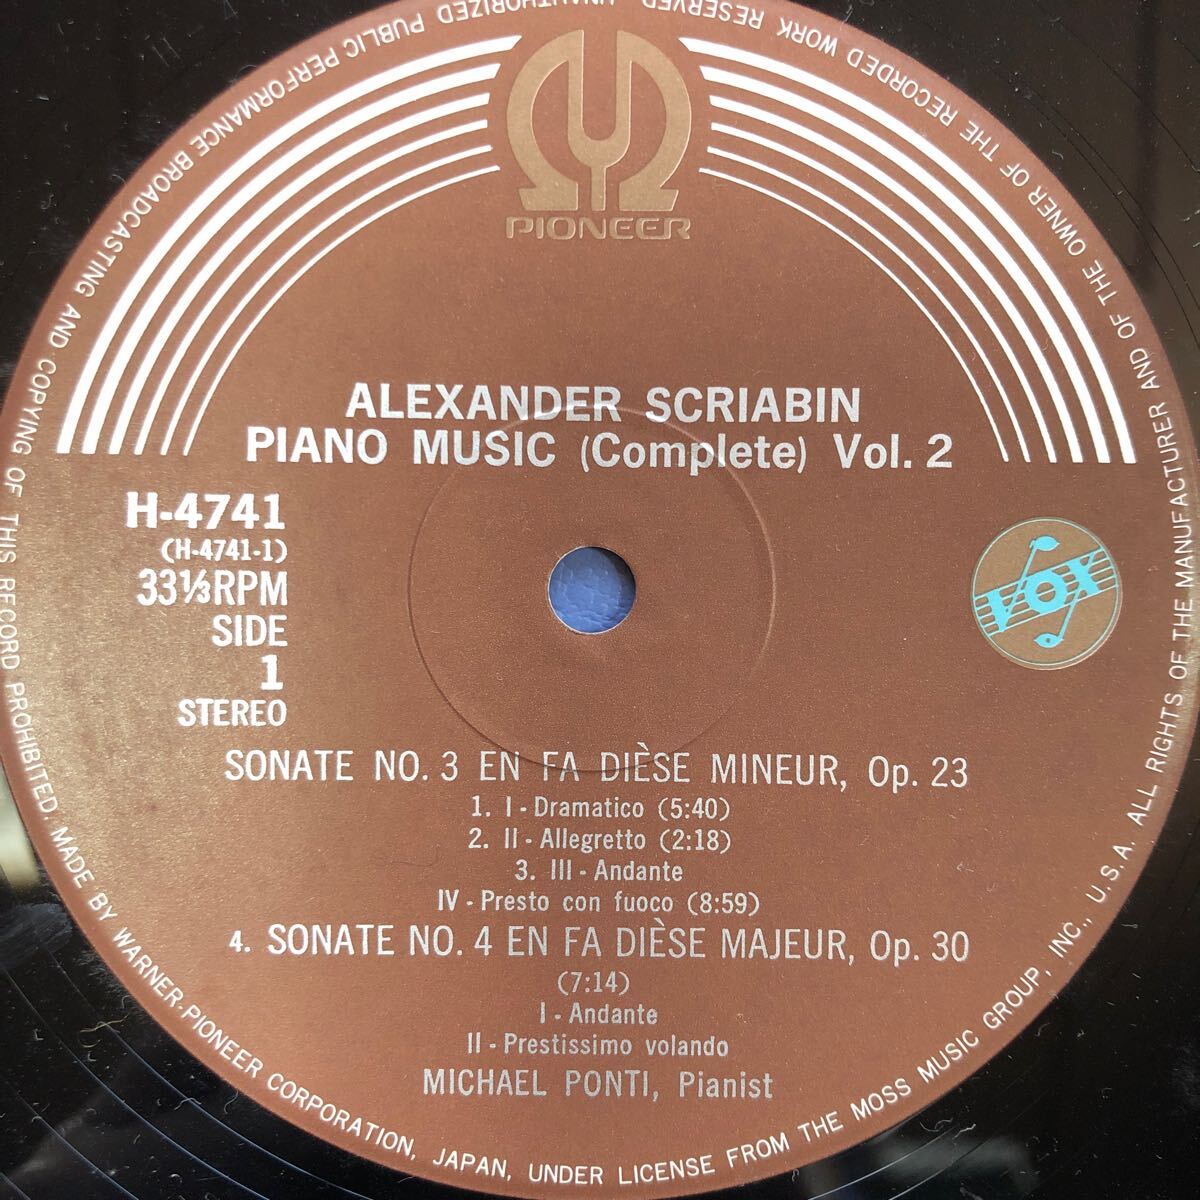 PIONEER
ALEXANDER SCRIABIN
PIANO MUSIC (Complete) Vol. 2
H-4741
(H-4741-1)
33⅓RPM
SIDE
1
STEREO
VOX
SONATE NO. 3 EN FA DIÈSE MINEUR, Op. 23
1. I - Dramatico (5:40)
2. II - Allegretto (2:18)
3. III - Andante
IV - Presto con fuoco (8:59)
4. SONATE NO. 4 EN FA DIÈSE MAJEUR, Op. 30
(7:14)
I - Andante
II - Prestissimo volando
MICHAEL PONTI, Pianist
MADE BY WARNER-PIONEER CORPORATION, JAPAN, UNDER LICENSE FROM THE MOSS MUSIC GROUP, INC., U.S.A. ALL RIGHTS OF THE MANUFACTURER AND OF THE OWNER OF THE RECORDED WORK RESERVED UNAUTHORIZED PUBLIC PERFORMANCE BROADCASTING AND COPYING OF THIS RECORD PROHIBITED.